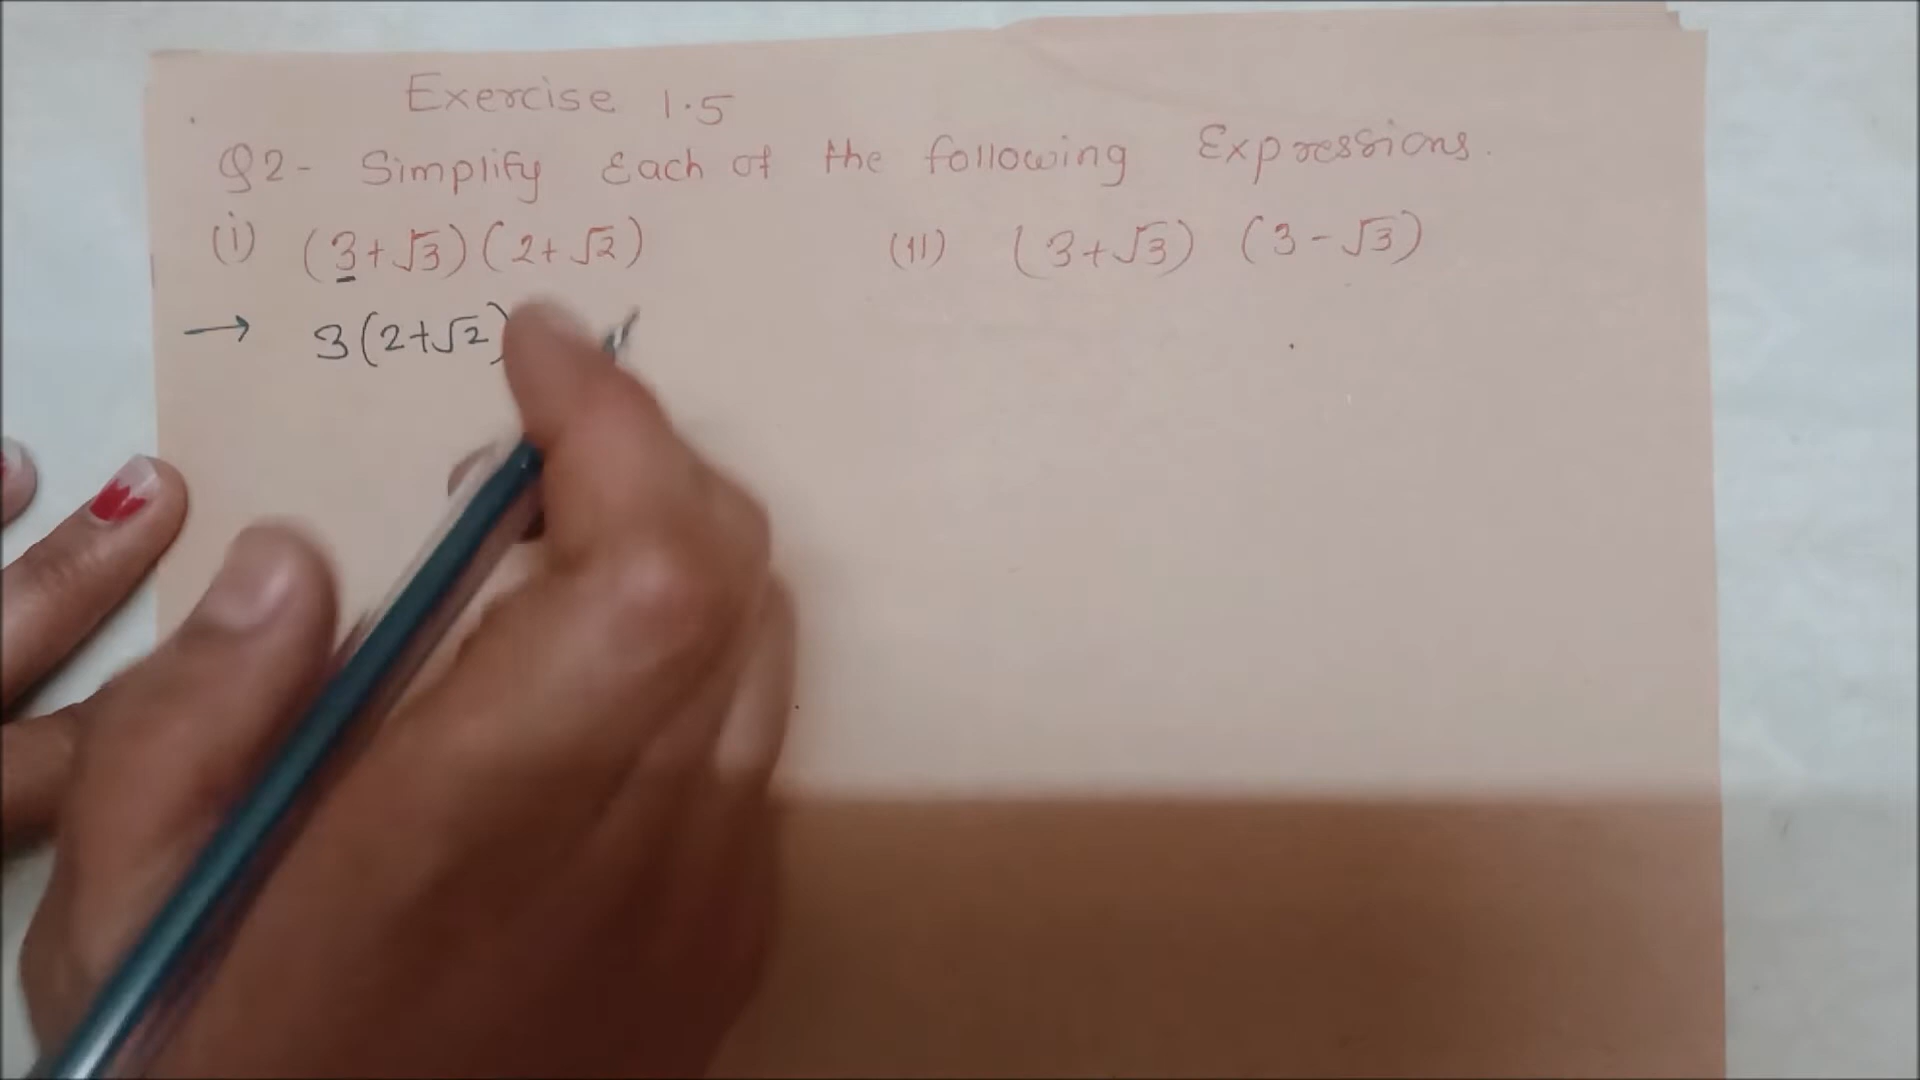 Exercise 1.5
Q2- Simplify Each of the following Expressions.
(i) (3+√3)(2+√2) (II) (3+√3) (3-√3)
→ 3(2+√2)